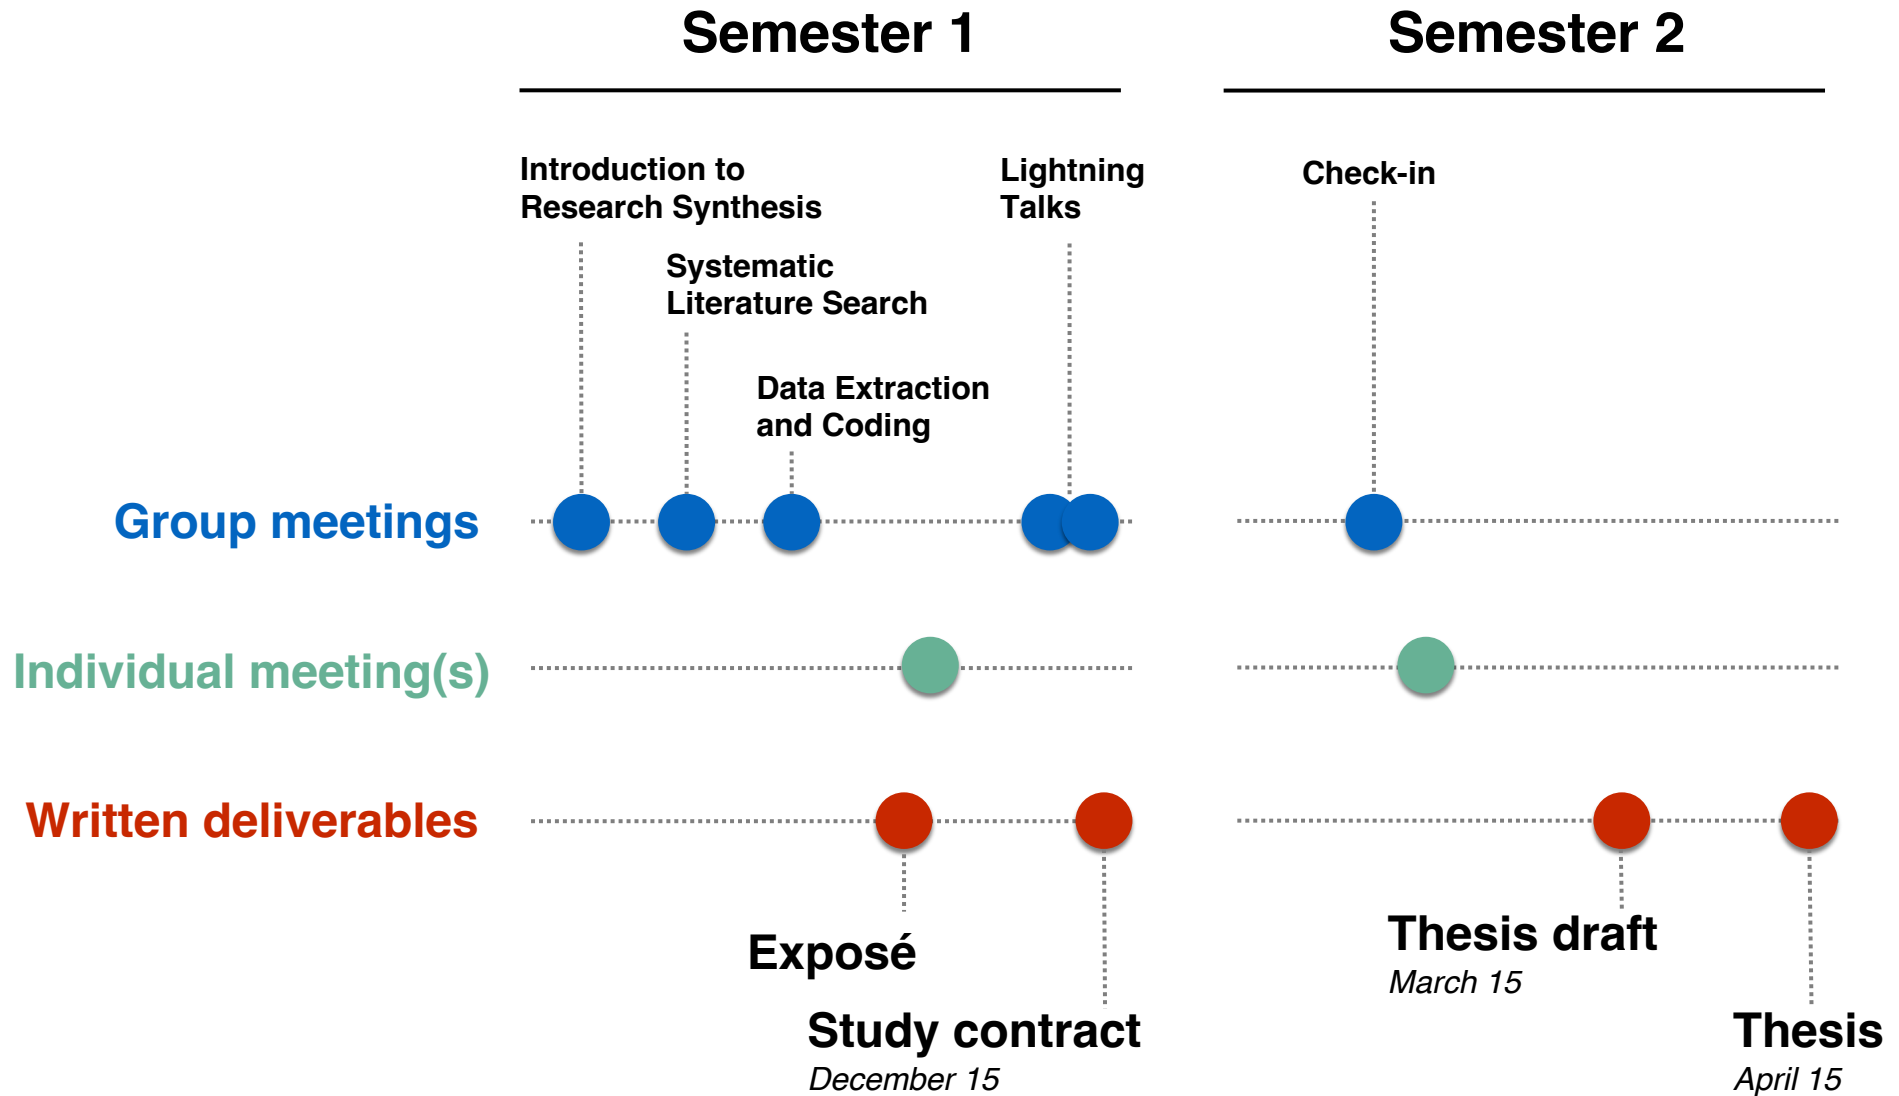 Semester 1
Semester 2
Introduction to
Research Synthesis
Lightning
Talks
Check-in
Systematic
Literature Search
Data Extraction
and Coding
Group meetings
Individual meeting(s)
Written deliverables
Exposé
Study contract
December 15
Thesis draft
March 15
Thesis
April 15